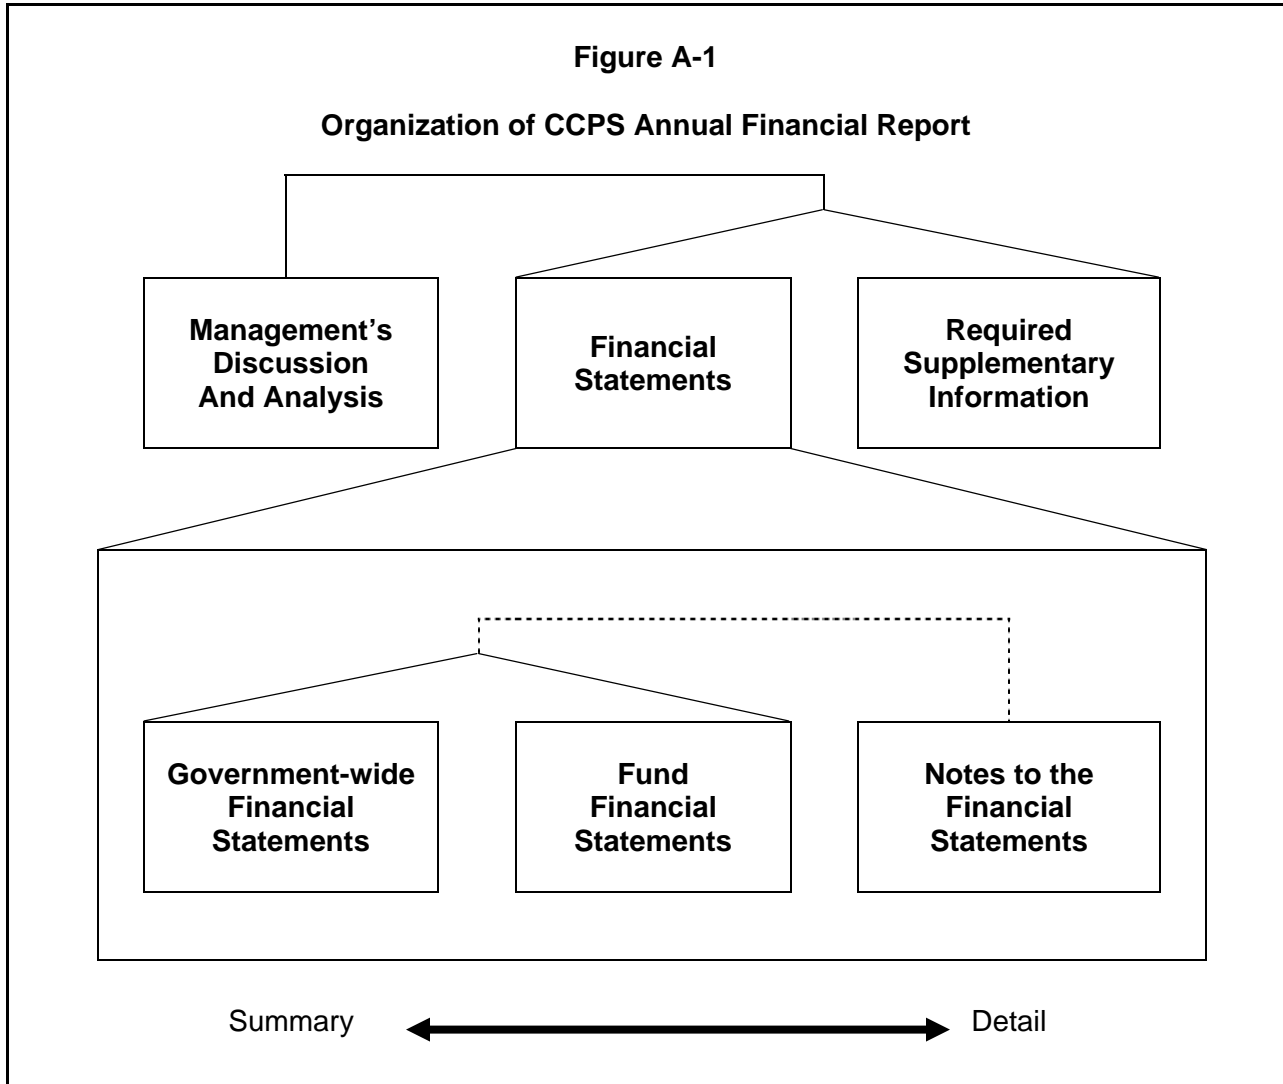 Figure A-1
Organization of CCPS Annual Financial Report
Management’s
Discussion
And Analysis
Financial
Statements
Required
Supplementary
Information
Government-wide
Financial
Statements
Fund
Financial
Statements
Notes to the
Financial
Statements
Summary
Detail